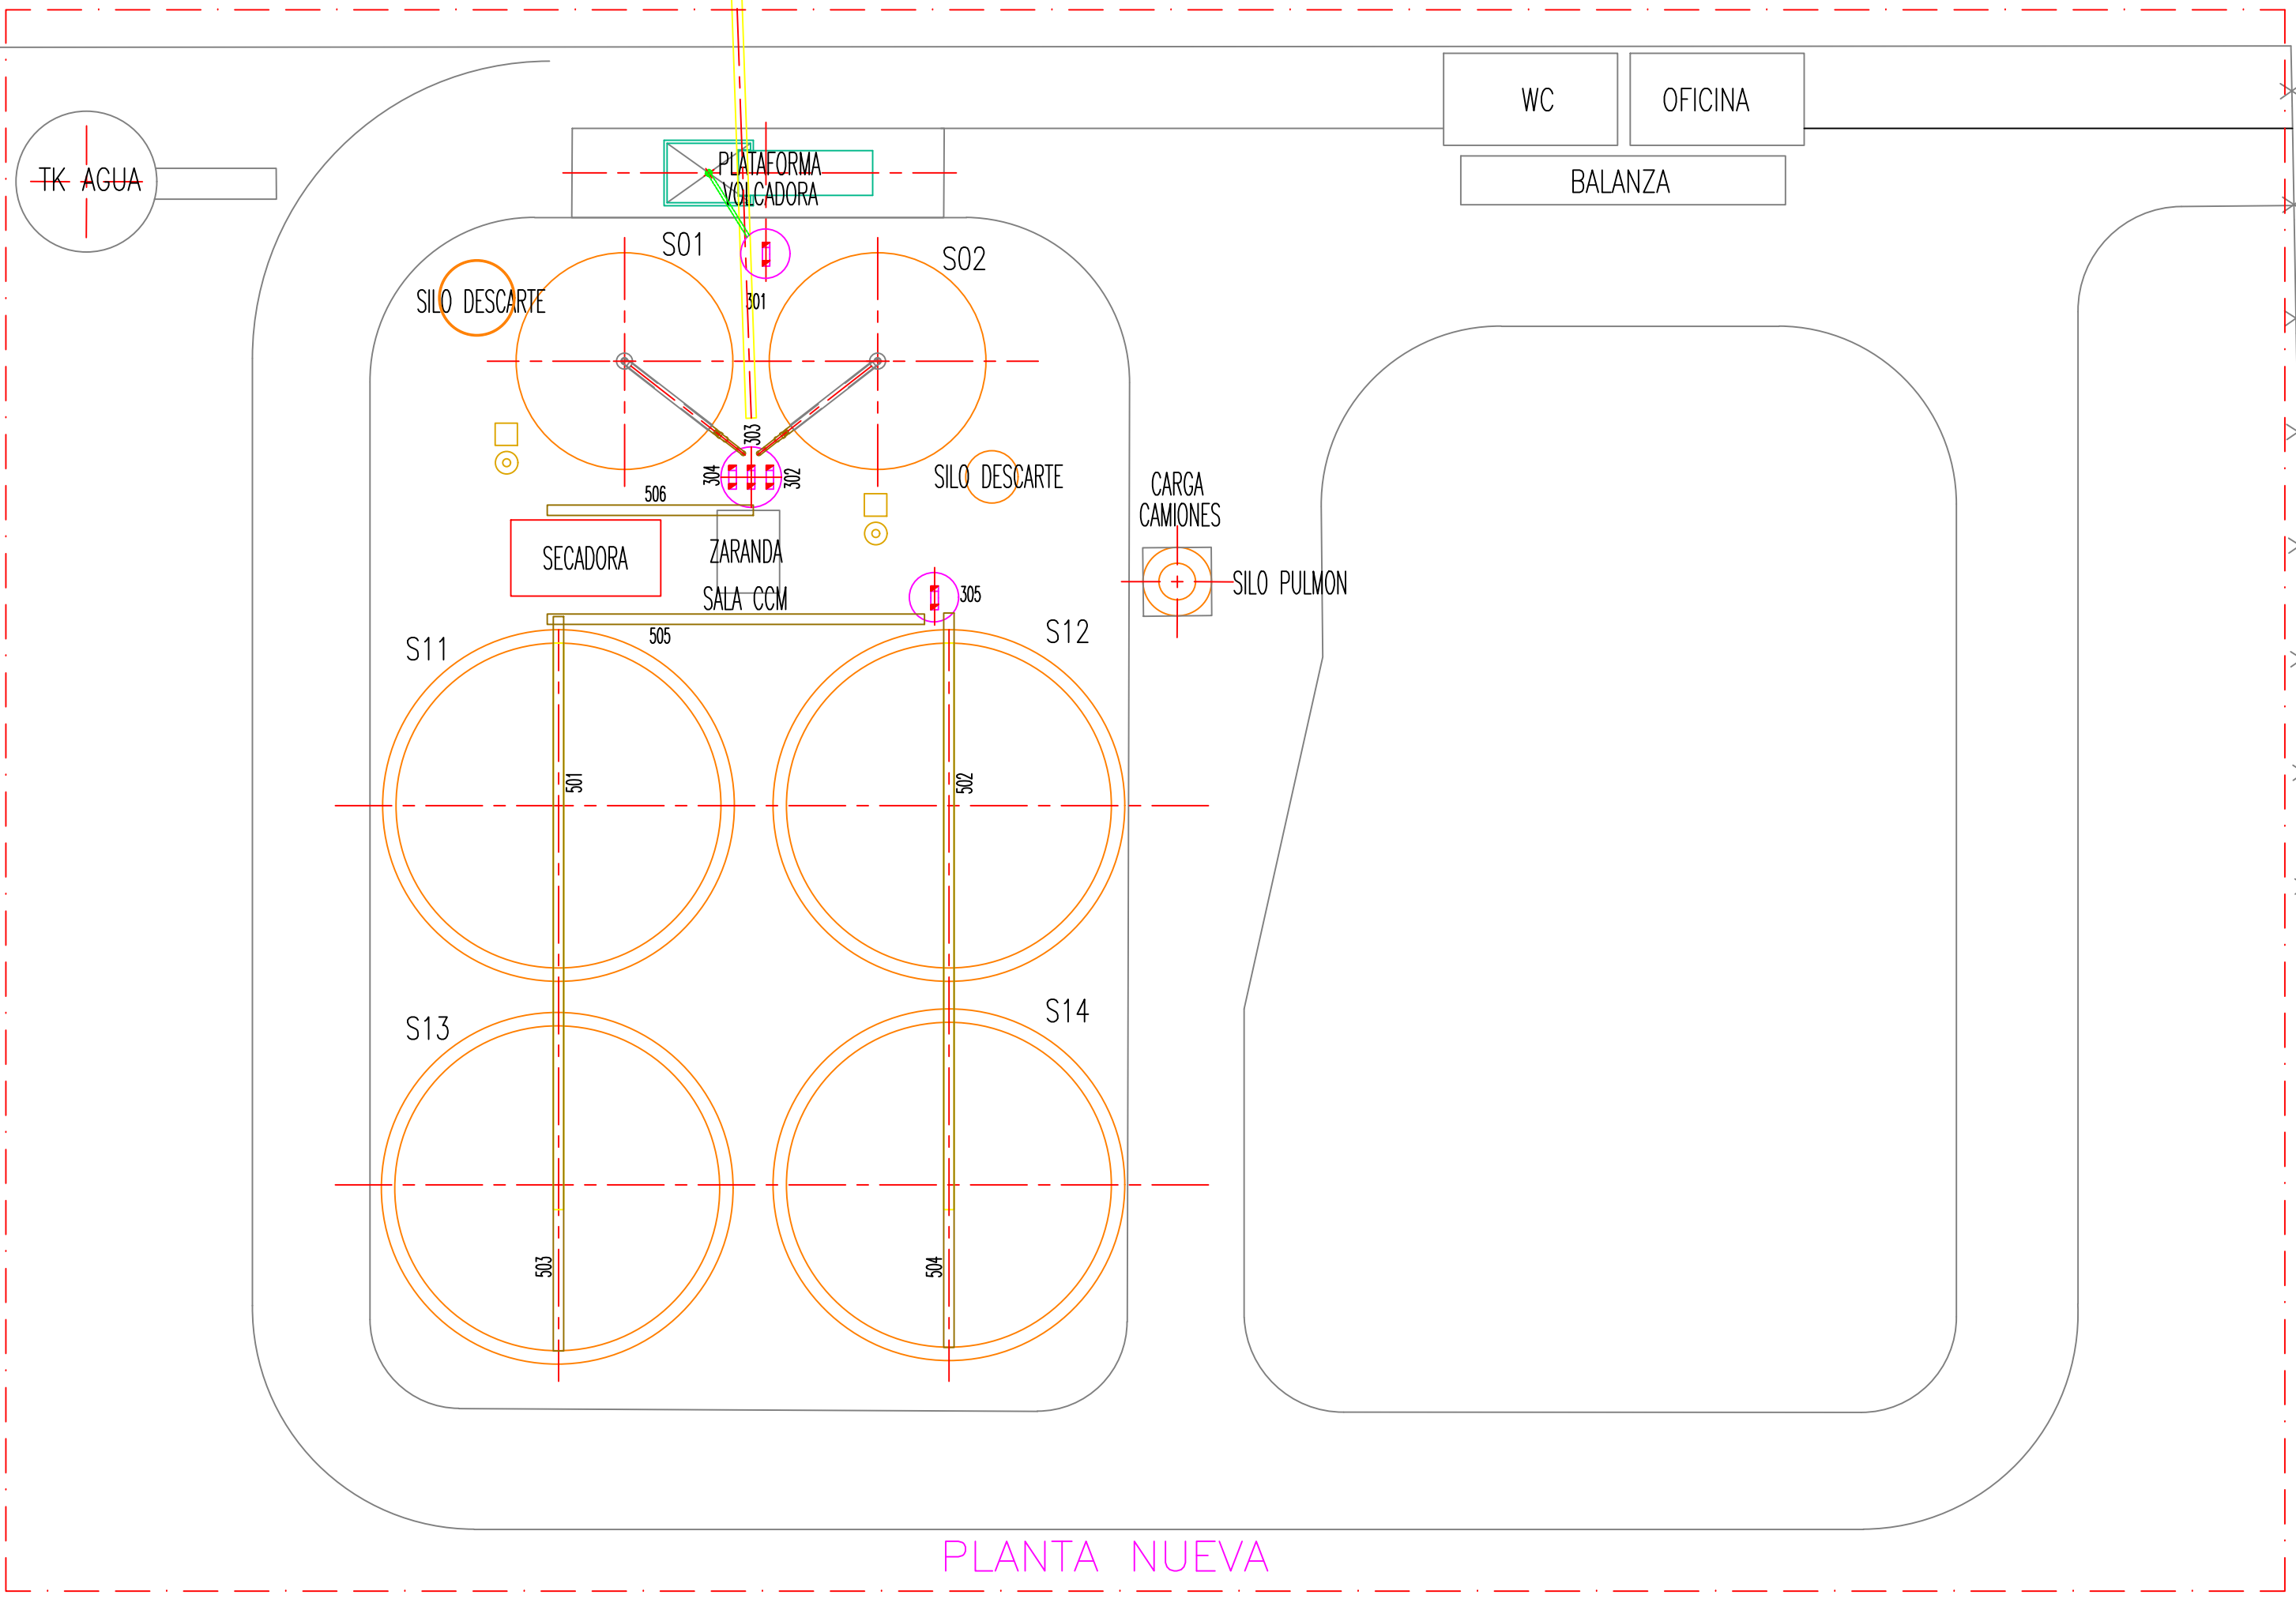 WC
OFICINA
PLATAFORMA
VOLCADORA
TK AGUA
BALANZA
S01
S02
SILO DESCARTE
301
303
304
302
SILO DESCARTE
506
CARGA
CAMIONES
SECADORA
ZARANDA
SILO PULMON
SALA CCM
305
505
S11
S12
501
502
S13
S14
503
504
PLANTA NUEVA